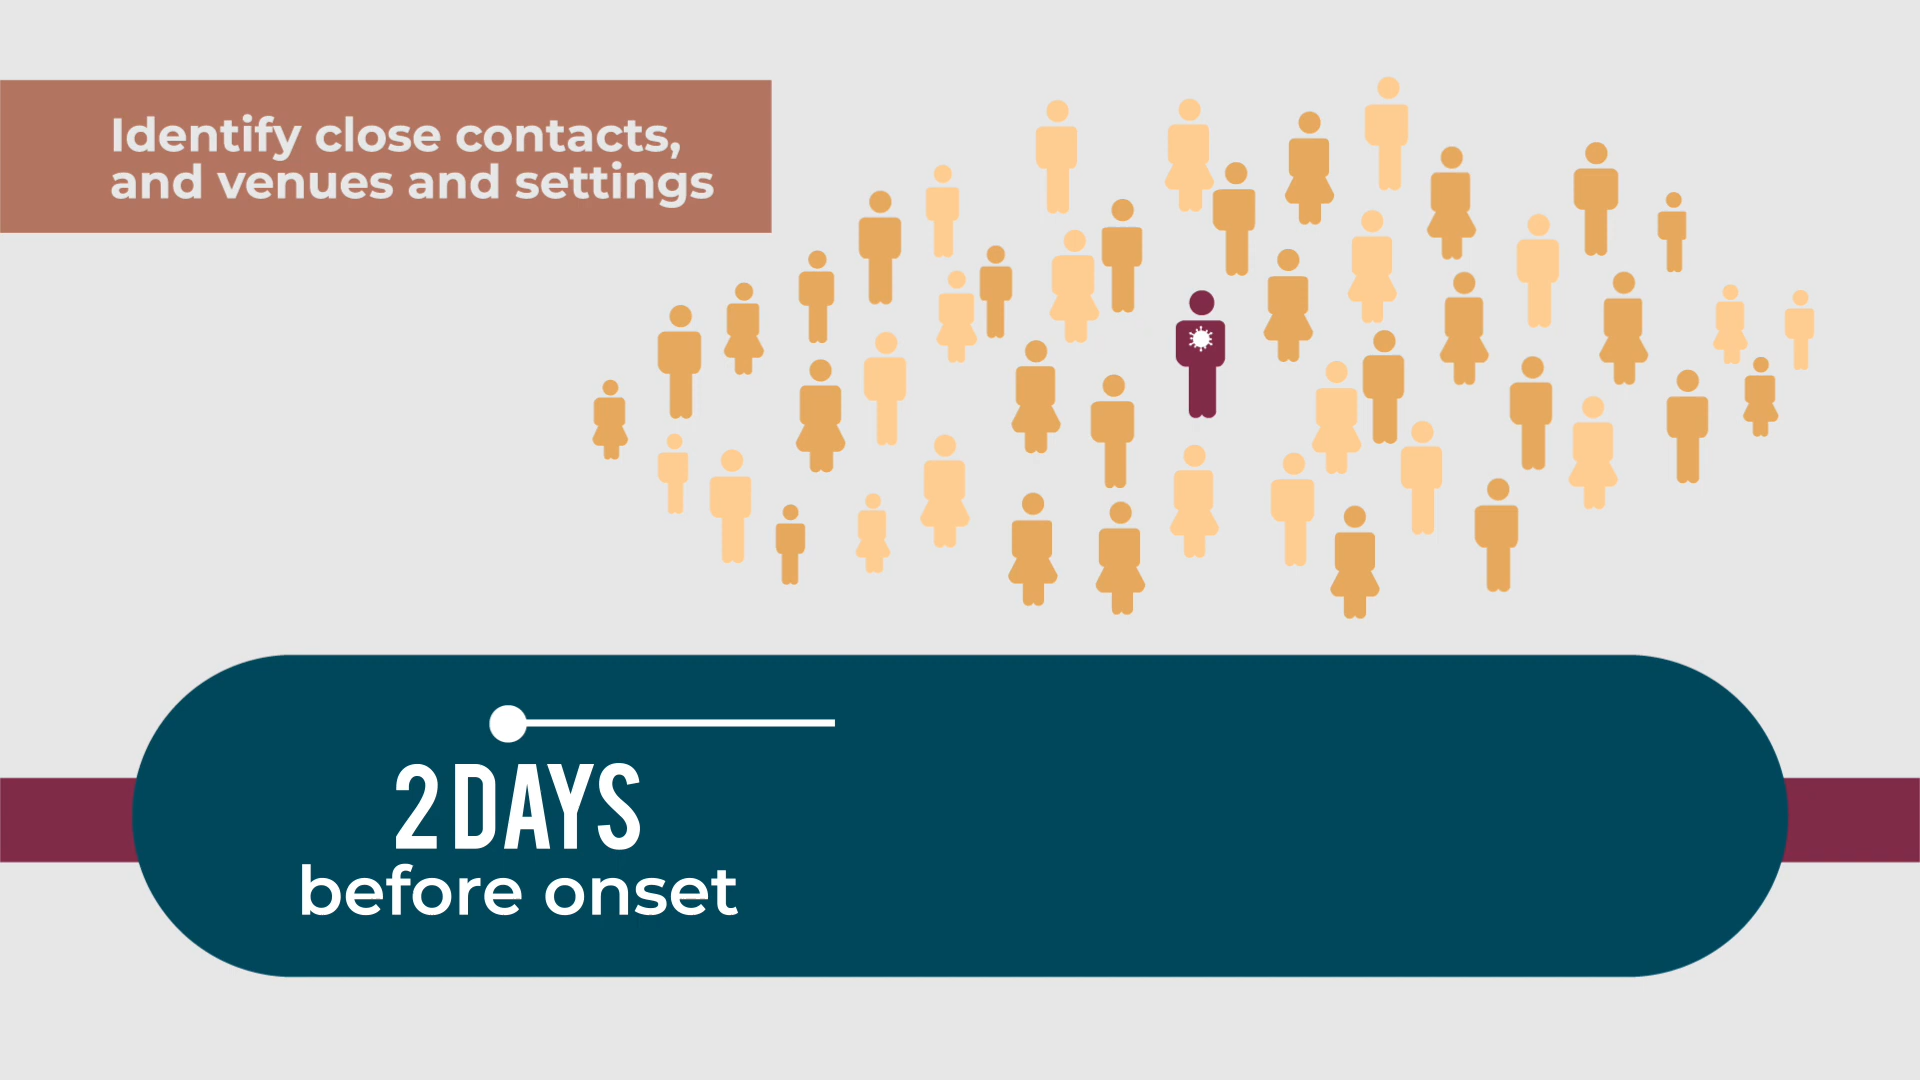 Identify close contacts,
and venues and settings
2 DAYS
before onset